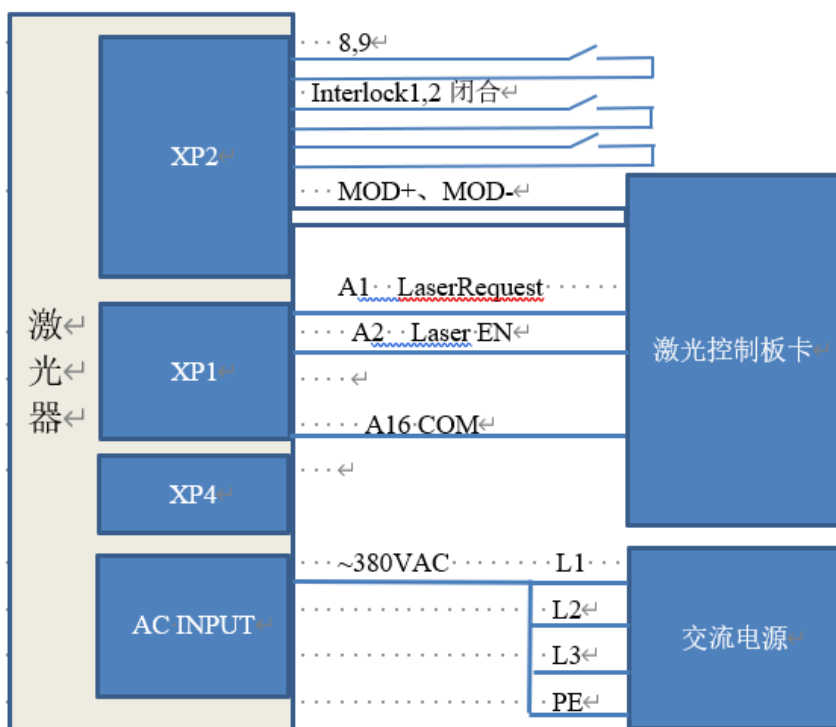 8,9
Interlock1,2 闭合
XP2
MOD+、MOD-
A1 LaserRequest
激
光
器
A2 Laser EN
XP1
激光控制板卡
A16 COM
XP4
~380VAC L1
L2
AC INPUT
交流电源
L3
PE